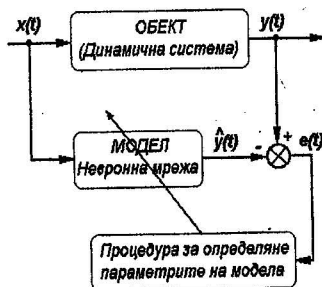 x(t)
ОБЕКТ
(Динамична система)
y(t)
МОДЕЛ
Невронна мрежа
ŷ(t)
+
-
e(t)
Процедура за определяне
параметрите на модела